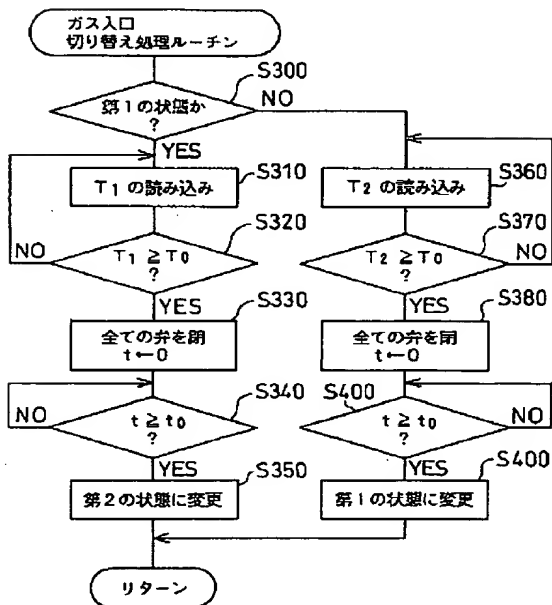 ガス入口
切り替え処理ルーチン
S300
第1の状態か
?
NO
YES
T1の読み込み
S310
T1≧T0
?
S320
NO
YES
全ての弁を閉
t←0
S330
t≧t0
?
S340
NO
YES
第2の状態に変更
S350
T2の読み込み
S360
T2≧T0
?
S370
NO
YES
全ての弁を閉
t←0
S380
S400
t≧t0
?
NO
YES
第1の状態に変更
S400
リターン